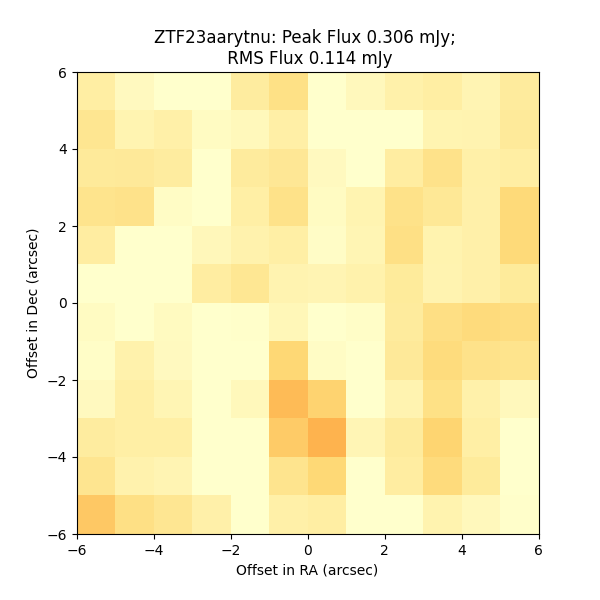 ZTF23aarytnu: Peak Flux 0.306 mJy;
RMS Flux 0.114 mJy
6
4
2
0
−2
−4
−6
Offset in Dec (arcsec)
−6 −4 −2 0 2 4 6
Offset in RA (arcsec)